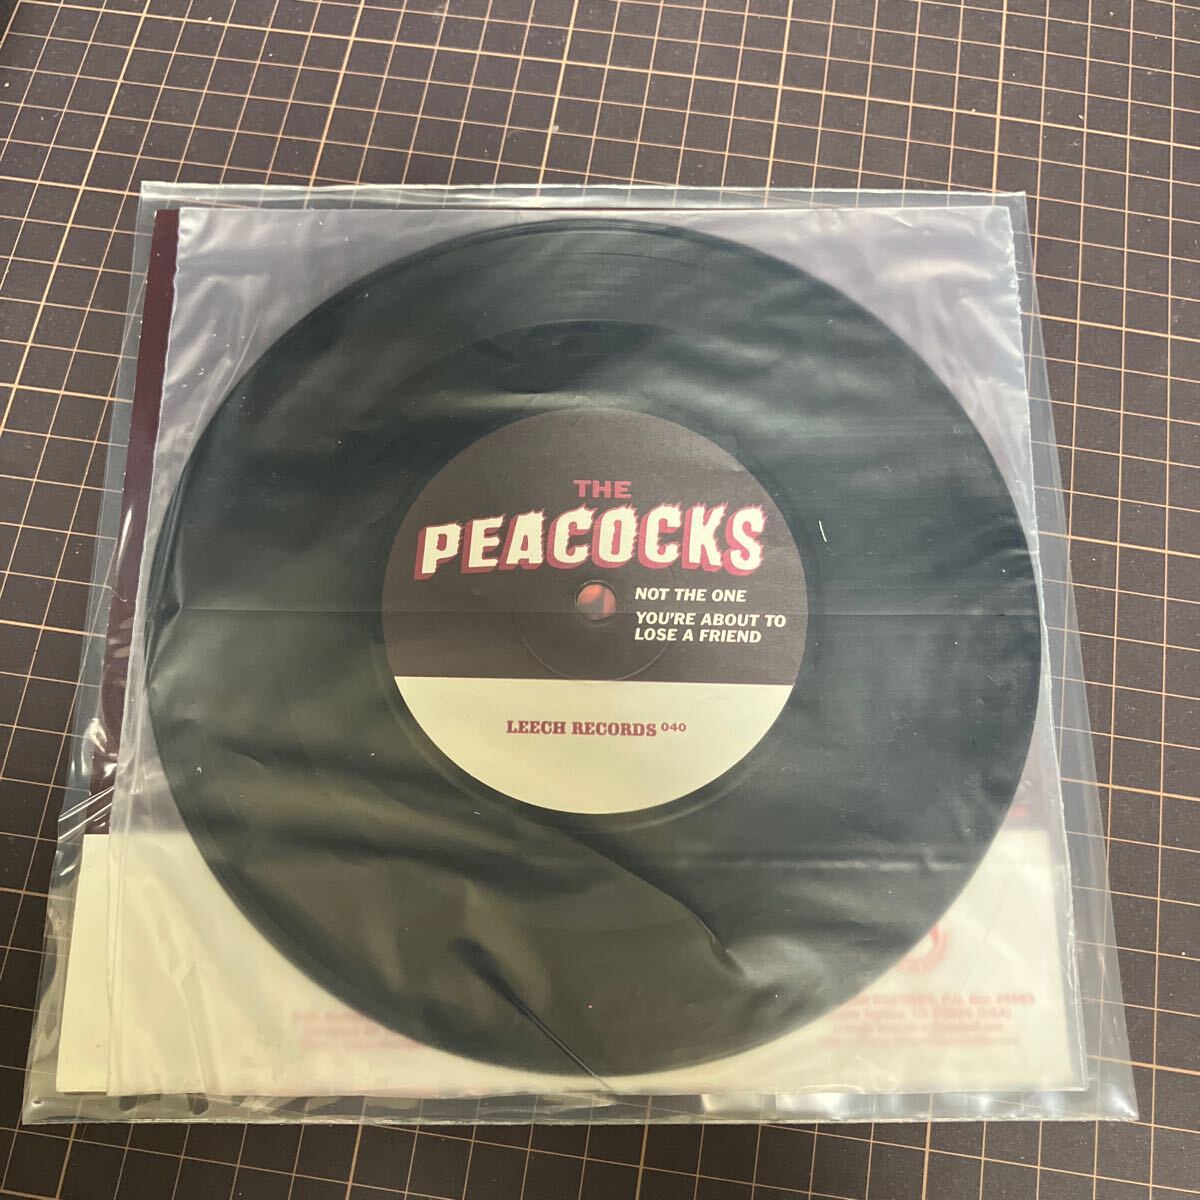 THE
PEACOCKS
NOT THE ONE
YOU'RE ABOUT TO
LOSE A FRIEND
LEECH RECORDS 040